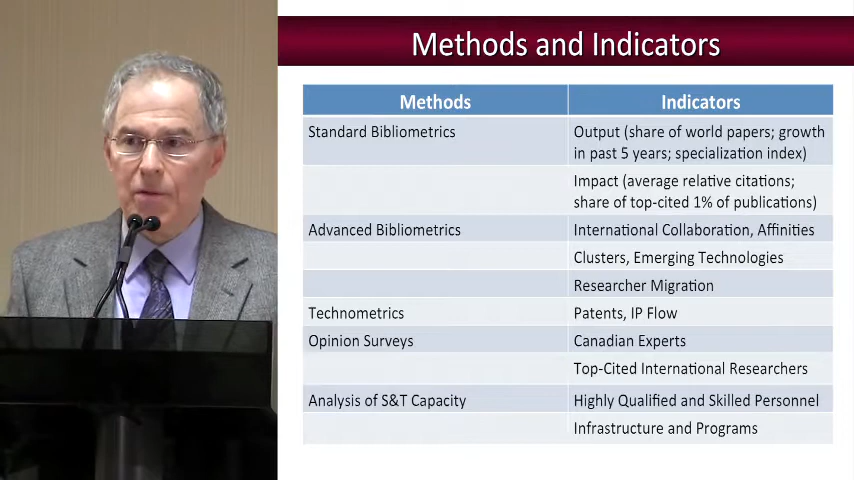 Methods and Indicators
Methods
Indicators
Standard Bibliometrics
Output (share of world papers; growth
in past 5 years; specialization index)
Impact (average relative citations;
share of top-cited 1% of publications)
Advanced Bibliometrics
International Collaboration, Affinities
Clusters, Emerging Technologies
Researcher Migration
Technometrics
Patents, IP Flow
Opinion Surveys
Canadian Experts
Top-Cited International Researchers
Analysis of S&T Capacity
Highly Qualified and Skilled Personnel
Infrastructure and Programs